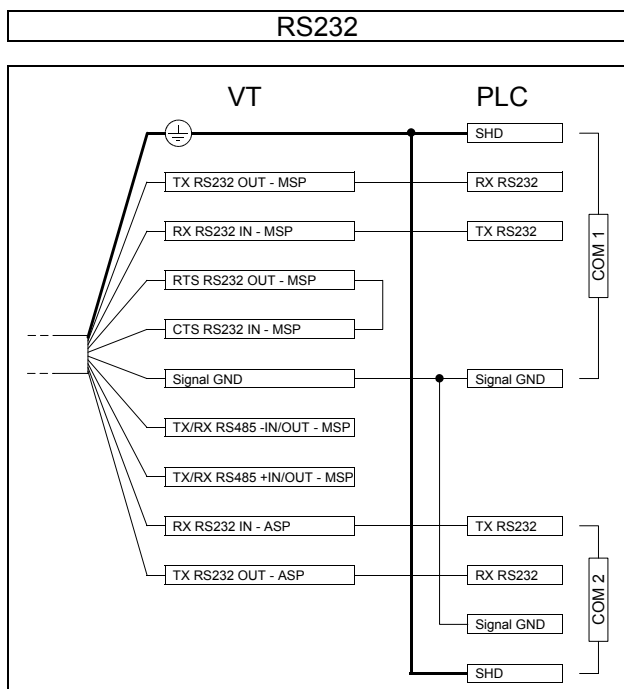 RS232
VT PLC
SHD
TX RS232 OUT - MSP RX RS232
RX RS232 IN - MSP TX RS232
COM 1
RTS RS232 OUT - MSP
CTS RS232 IN - MSP
Signal GND Signal GND
TX/RX RS485 -IN/OUT - MSP
TX/RX RS485 +IN/OUT - MSP
RX RS232 IN - ASP TX RS232
TX RS232 OUT - ASP RX RS232
COM 2
Signal GND
SHD